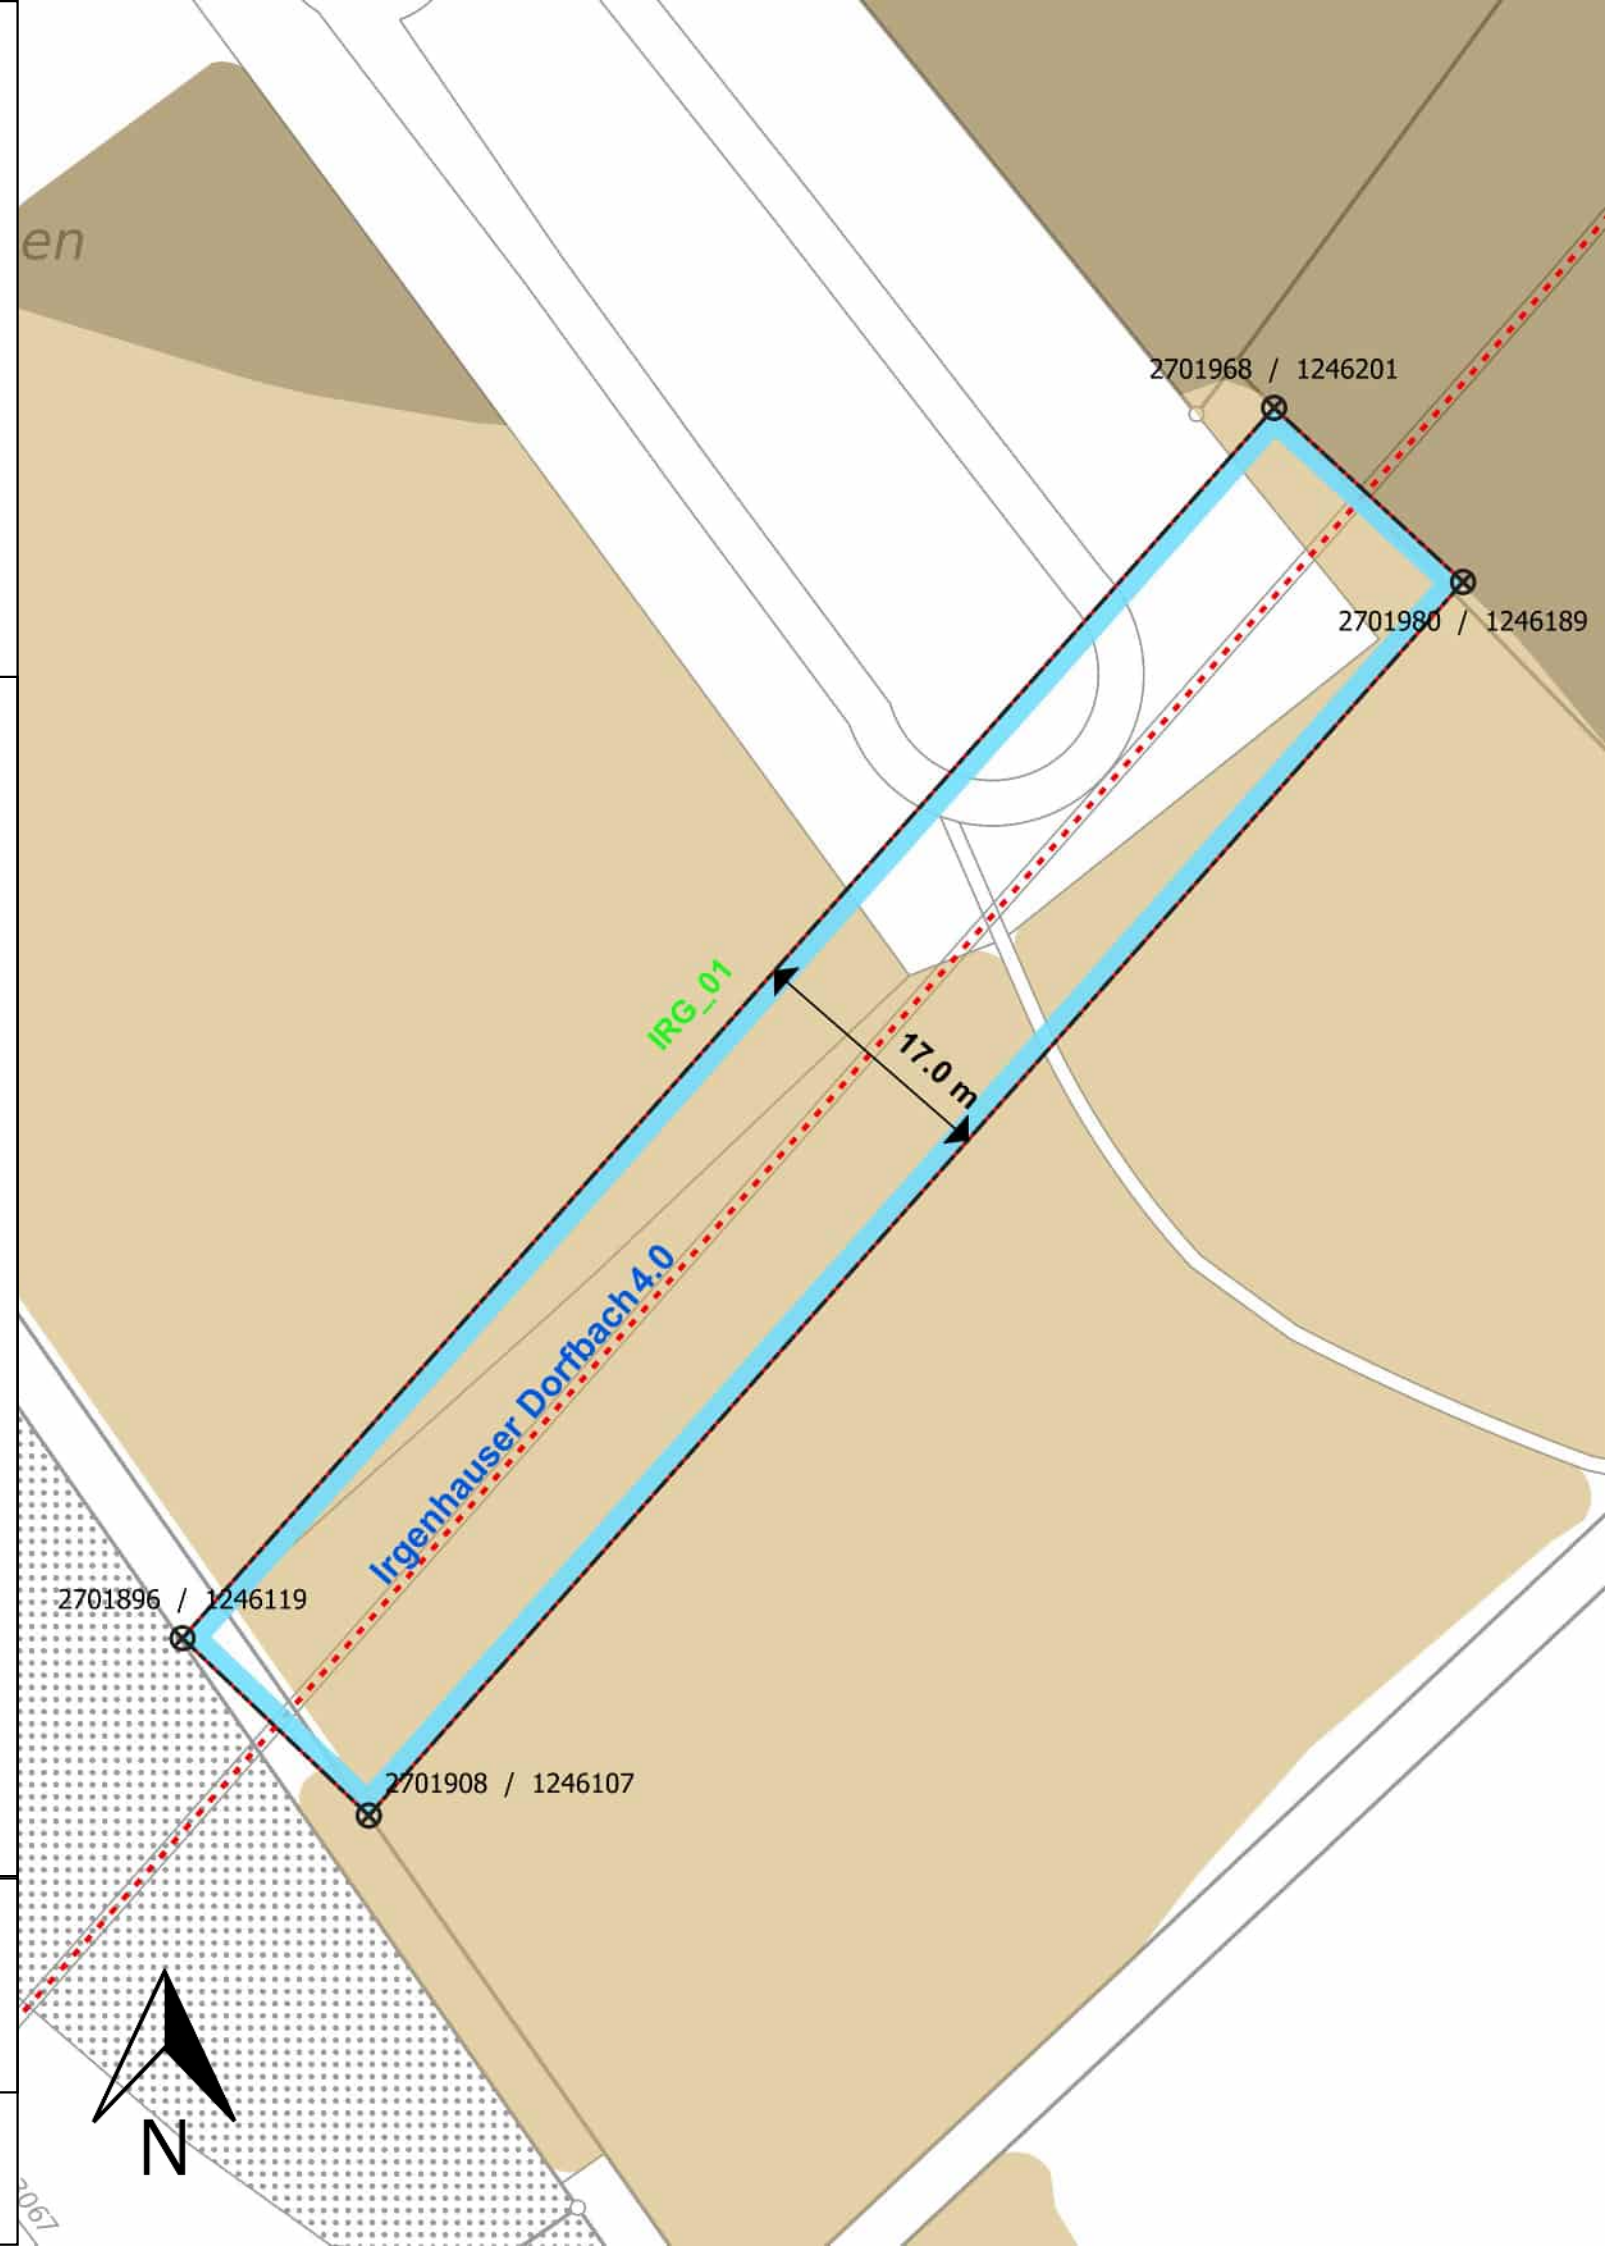 en
2701968 / 1246201
2701980 / 1246189
IRG_01
17.0 m
Irgenhauser Dorfbach 4.0
2701896 / 1246119
2701908 / 1246107
N